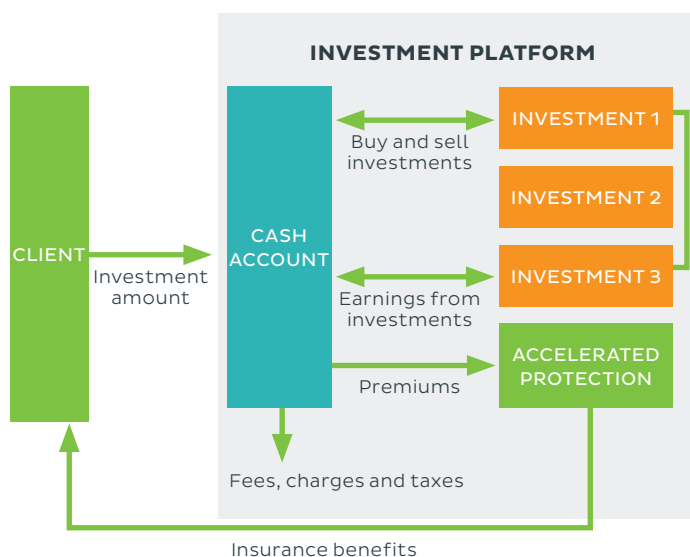 INVESTMENT PLATFORM
CLIENT
Investment
amount
CASH
ACCOUNT
Buy and sell
investments
Earnings from
investments
Premiums
INVESTMENT 1
INVESTMENT 2
INVESTMENT 3
ACCELERATED
PROTECTION
Fees, charges and taxes
Insurance benefits